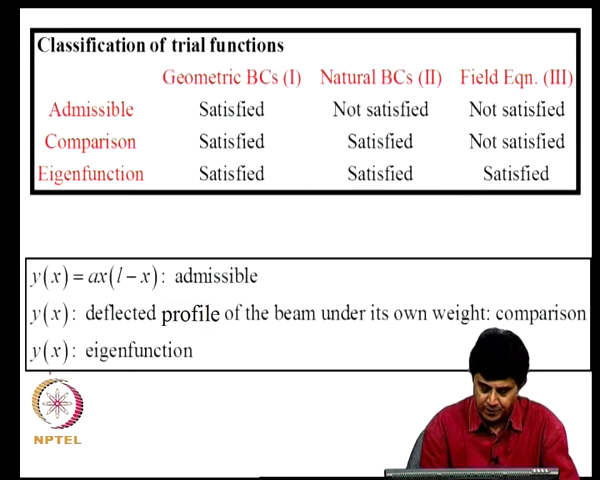 Classification of trial functions
Geometric BCs (I) Natural BCs (II) Field Eqn. (III)
Admissible Satisfied Not satisfied Not satisfied
Comparison Satisfied Satisfied Not satisfied
Eigenfunction Satisfied Satisfied Satisfied
y(x) = ax(l − x): admissible
y(x): deflected profile of the beam under its own weight: comparison
y(x): eigenfunction
NPTEL